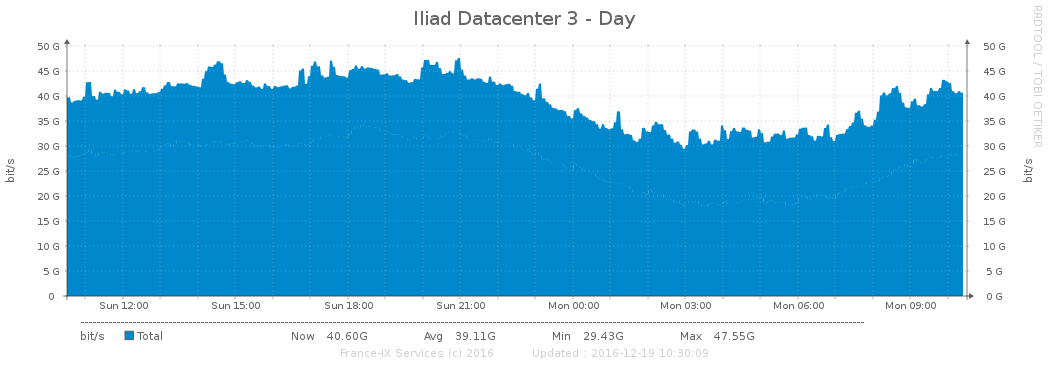 Iliad Datacenter 3 - Day
RRDTOOL / TOBI OETIKER
bit/s
50 G 50 G
45 G 45 G
40 G 40 G
35 G 35 G
30 G 30 G
25 G 25 G
20 G 20 G
15 G 15 G
10 G 10 G
5 G 5 G
0 0 G
bit/s
Sun 12:00 Sun 15:00 Sun 18:00 Sun 21:00 Mon 00:00 Mon 03:00 Mon 06:00 Mon 09:00
bit/s Total Now 40.60G Avg 39.11G Min 29.43G Max 47.55G
France-IX Services (c) 2016 Updated : 2016-12-19 10:30:09